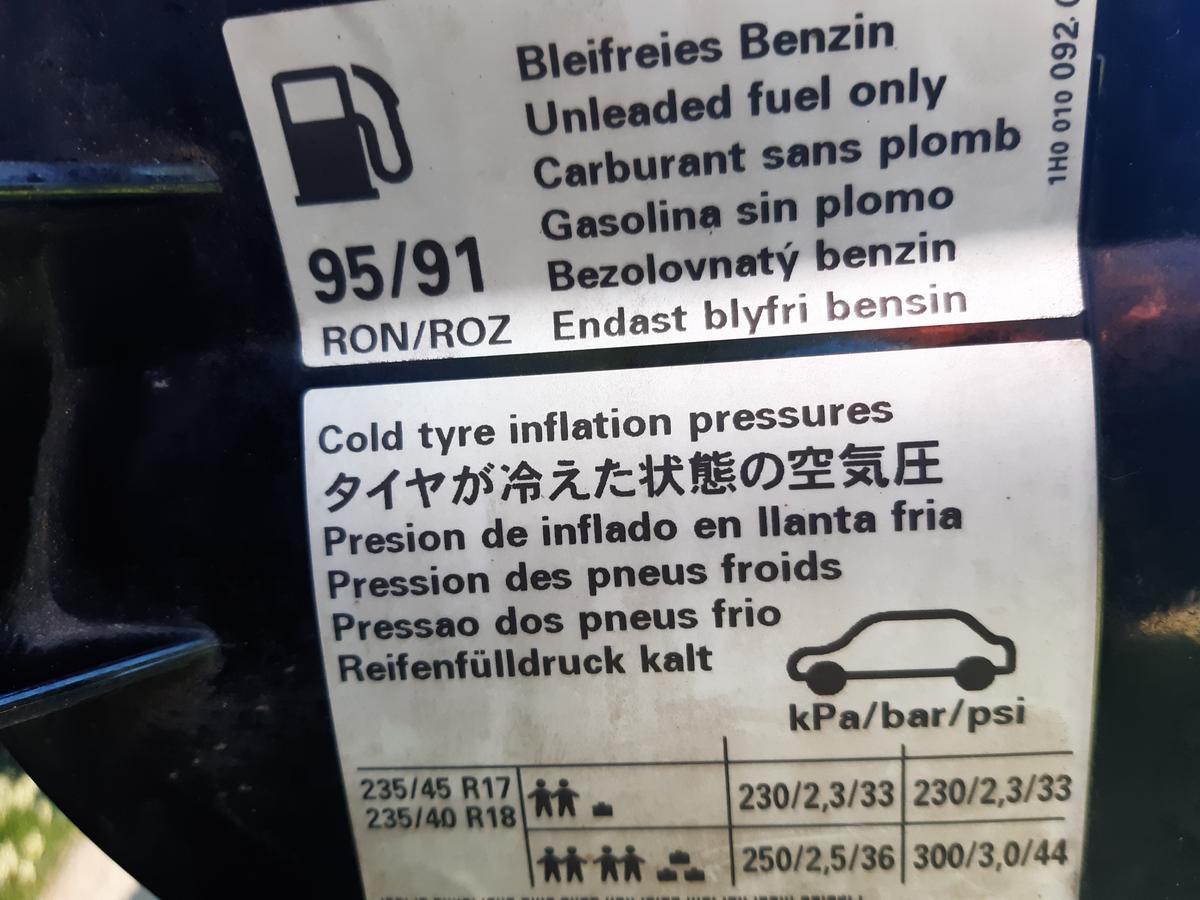 Bleifreies Benzin
Unleaded fuel only
Carburant sans plomb
Gasolina sin plomo
Bezolovnatý benzin
Endast blyfri bensin
95/91
RON/ROZ
1H0 010 092.
Cold tyre inflation pressures
タイヤが冷えた状態の空気圧
Presion de inflado en llanta fria
Pression des pneus froids
Pressao dos pneus frio
Reifenfülldruck kalt
kPa/bar/psi
235/45 R17 230/2,3/33 230/2,3/33
235/40 R18
250/2,5/36 300/3,0/44